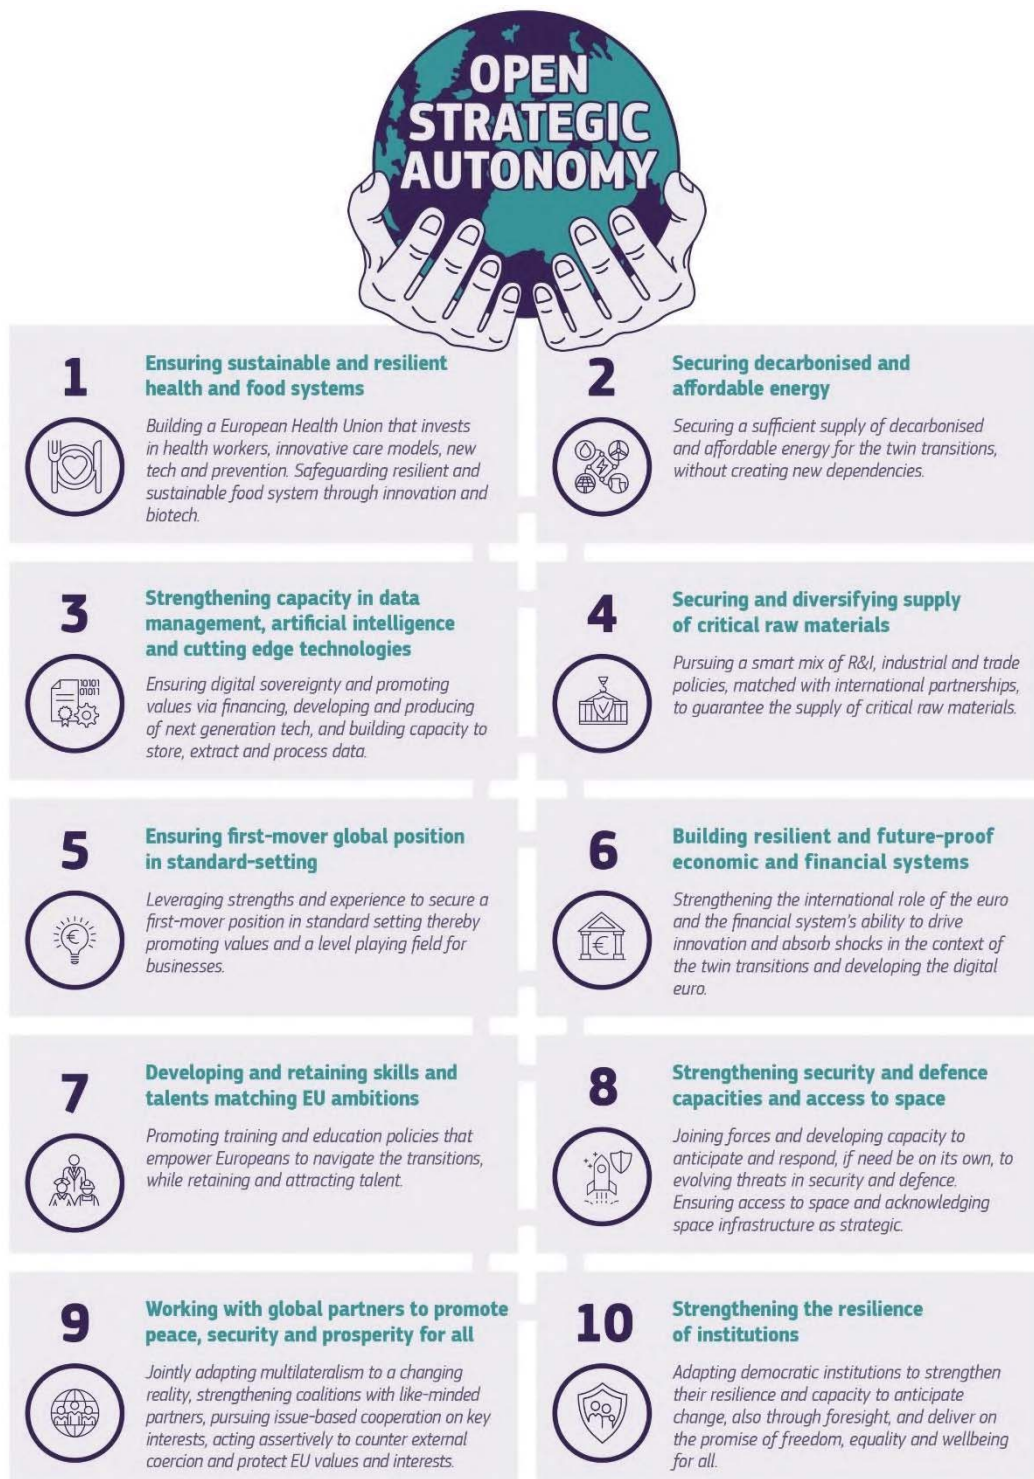 OPEN
STRATEGIC
AUTONOMY
1
Ensuring sustainable and resilient
health and food systems
Building a European Health Union that invests
in health workers, innovative care models, new
tech and prevention. Safeguarding resilient and
sustainable food system through innovation and
biotech.
2
Securing decarbonised and
affordable energy
Securing a sufficient supply of decarbonised
and affordable energy for the twin transitions,
without creating new dependencies.
3
10101
01011
Strengthening capacity in data
management, artificial intelligence
and cutting edge technologies
Ensuring digital sovereignty and promoting
values via financing, developing and producing
of next generation tech, and building capacity to
store, extract and process data.
4
Securing and diversifying supply
of critical raw materials
Pursuing a smart mix of R&I, industrial and trade
policies, matched with international partnerships,
to guarantee the supply of critical raw materials.
5
€
Ensuring first-mover global position
in standard-setting
Leveraging strengths and experience to secure a
first-mover position in standard setting thereby
promoting values and a level playing field for
businesses.
6
€
Building resilient and future-proof
economic and financial systems
Strengthening the international role of the euro
and the financial system's ability to drive
innovation and absorb shocks in the context of
the twin transitions and developing the digital
euro.
7
Developing and retaining skills and
talents matching EU ambitions
Promoting training and education policies that
empower Europeans to navigate the transitions,
while retaining and attracting talent.
8
Strengthening security and defence
capacities and access to space
Joining forces and developing capacity to
anticipate and respond, if need be on its own, to
evolving threats in security and defence.
Ensuring access to space and acknowledging
space infrastructure as strategic.
9
Working with global partners to promote
peace, security and prosperity for all
Jointly adapting multilateralism to a changing
reality, strengthening coalitions with like-minded
partners, pursuing issue-based cooperation on key
interests, acting assertively to counter external
coercion and protect EU values and interests.
10
Strengthening the resilience
of institutions
Adapting democratic institutions to strengthen
their resilience and capacity to anticipate
change, also through foresight, and deliver on
the promise of freedom, equality and wellbeing
for all.